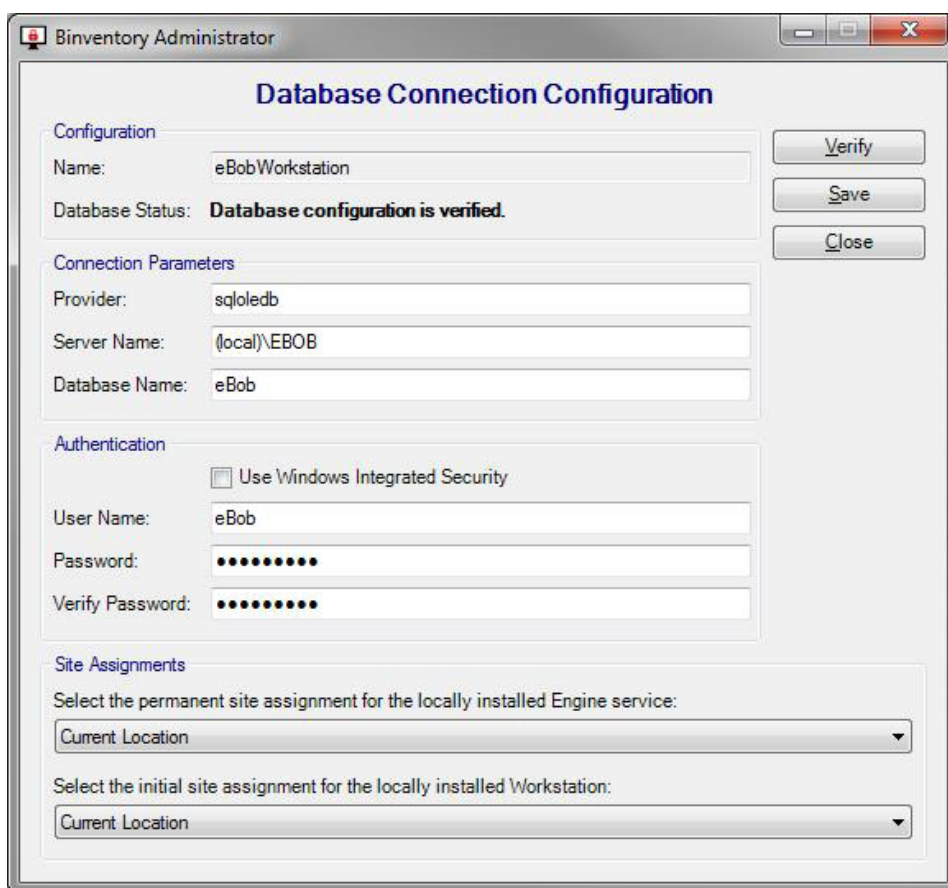 Binventory Administrator
Database Connection Configuration
Configuration
Name: eBobWorkstation
Database Status: Database configuration is verified.
Verify
Save
Close
Connection Parameters
Provider: sqloledb
Server Name: (local)\EBOB
Database Name: eBob
Authentication
Use Windows Integrated Security
User Name: eBob
Password: •••••••••
Verify Password: •••••••••
Site Assignments
Select the permanent site assignment for the locally installed Engine service:
Current Location
Select the initial site assignment for the locally installed Workstation:
Current Location